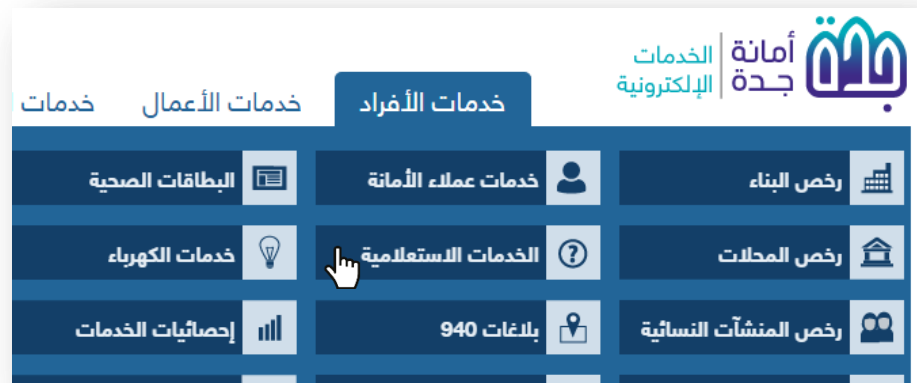 أمانة
جدة
الخدمات
الإلكترونية
خدمات الأفراد
خدمات الأعمال
خدمات
رخص البناء
خدمات عملاء الأمانة
البطاقات الصحية
رخص المحلات
الخدمات الاستعلامية
خدمات الكهرباء
رخص المنشآت النسائية
بلاغات 940
إحصائيات الخدمات